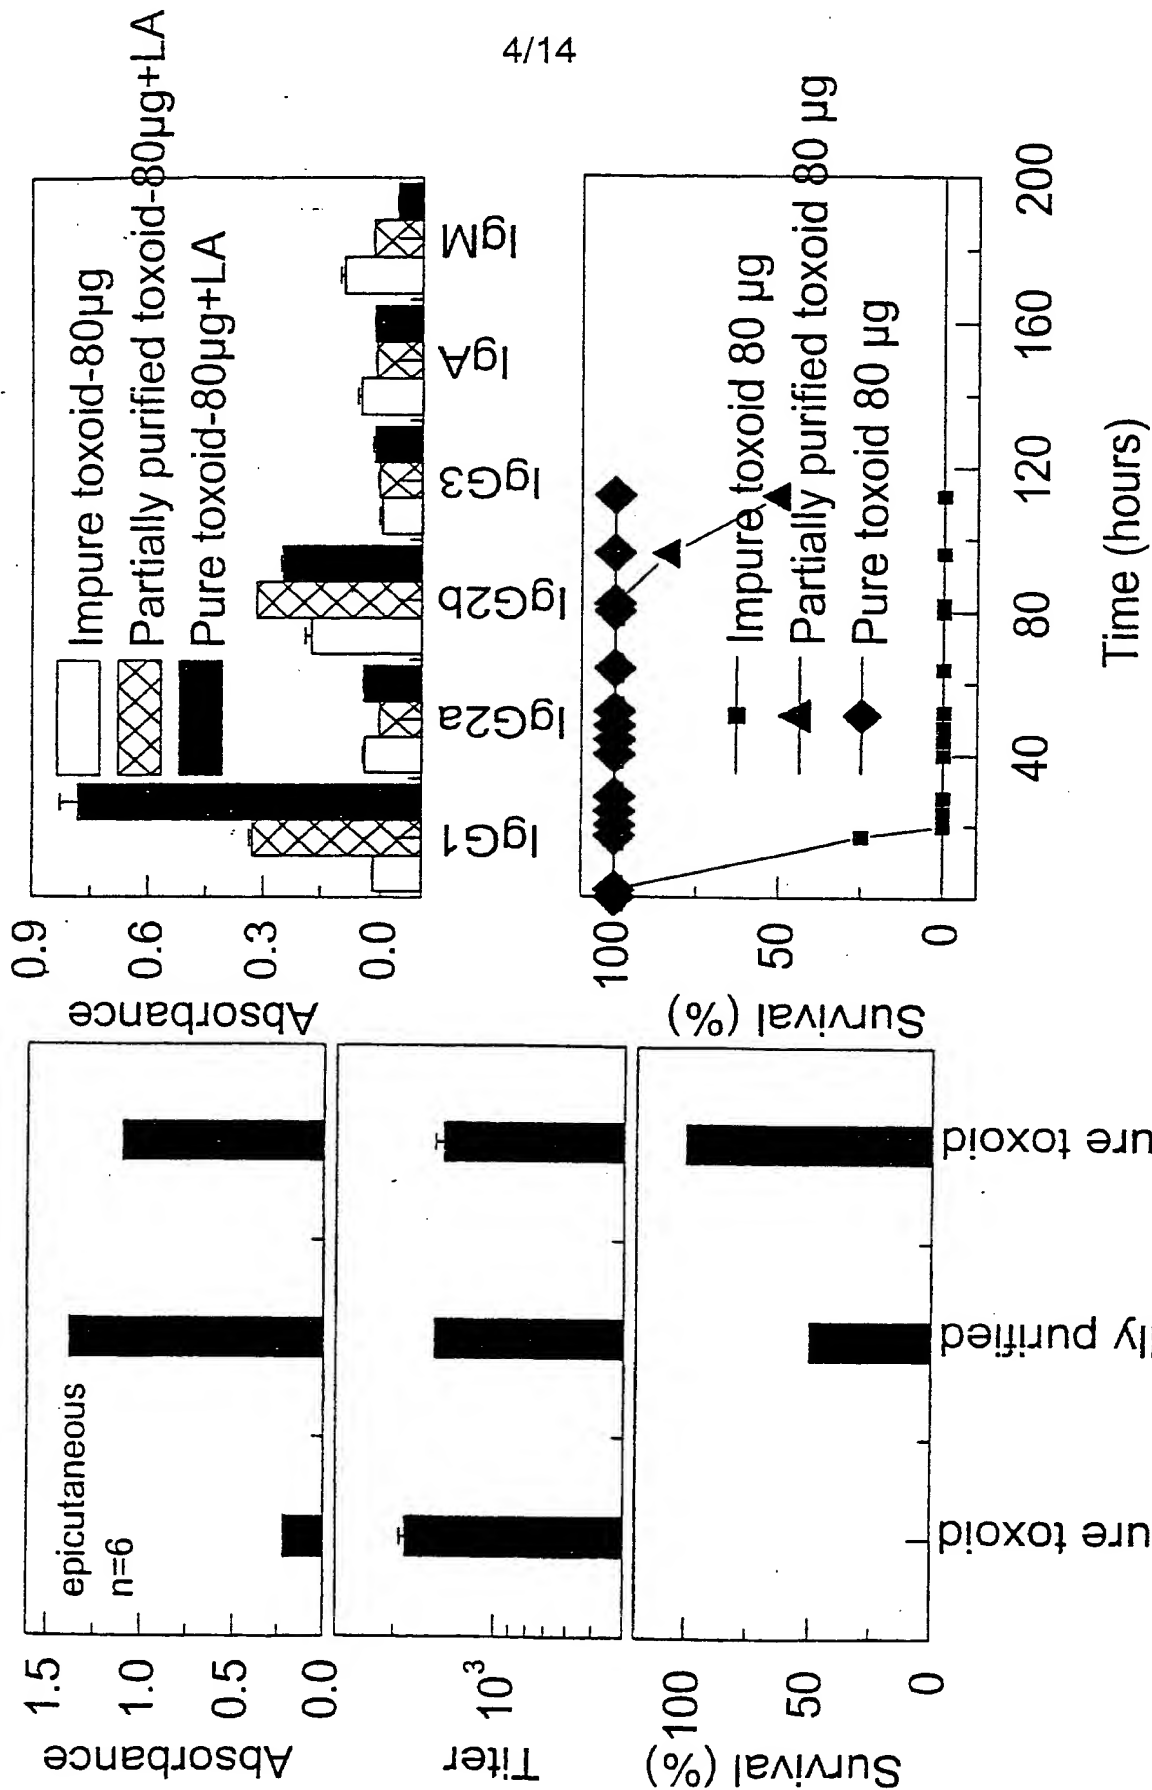 4/14
1.5
1.0
0.5
0.0
Absorbance
epicutaneous
n=6
10³
Titer
100
50
0
Survival (%)
ure toxoid
lly purified
ure toxoid
0.9
0.6
0.3
0.0
Absorbance
Impure toxoid-80µg
Partially purified toxoid-80µg+LA
Pure toxoid-80µg+LA
IgG1
IgG2a
IgG2b
IgG3
IgA
IgM
100
50
0
Survival (%)
Impure toxoid 80 µg
Partially purified toxoid 80 µg
Pure toxoid 80 µg
40
80
120
160
200
Time (hours)